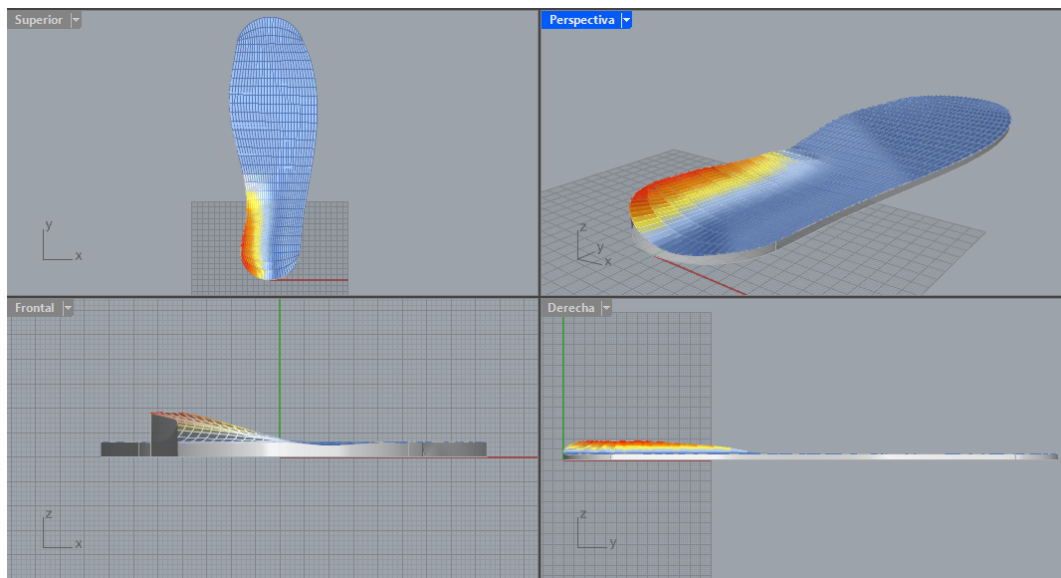 Superior
Perspectiva
y
x
z
y
x
Frontal
Derecha
z
x
z
y